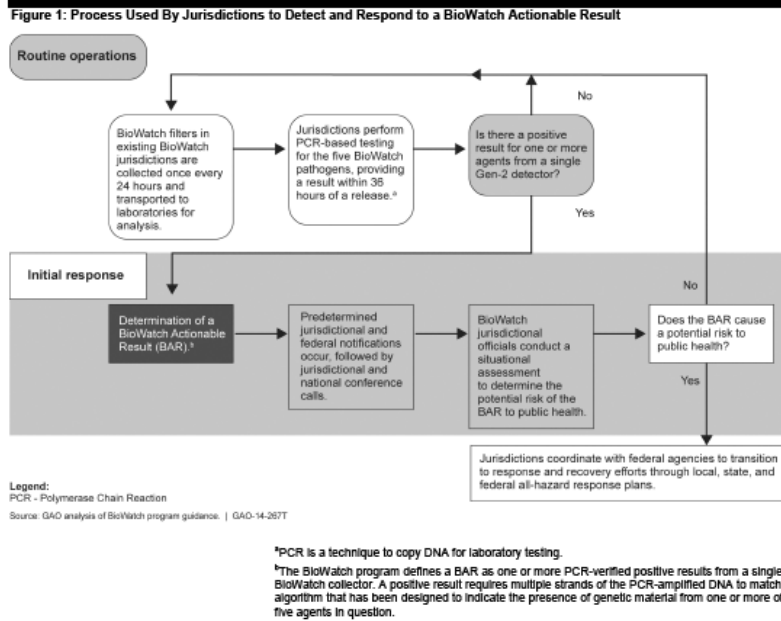 Figure 1: Process Used By Jurisdictions to Detect and Respond to a BioWatch Actionable Result
Routine operations
BioWatch filters in
existing BioWatch
jurisdictions are
collected once every
24 hours and
transported to
laboratories for
analysis.
Jurisdictions perform
PCR-based testing
for the five BioWatch
pathogens, providing
a result within 36
hours of a release.ᵃ
Is there a positive
result for one or more
agents from a single
Gen-2 detector?
No
Yes
Initial response
Determination of a
BioWatch Actionable
Result (BAR).ᵇ
Predetermined
jurisdictional and
federal notifications
occur, followed by
jurisdictional and
national conference
calls.
BioWatch
jurisdictional
officials conduct a
situational
assessment
to determine the
potential risk of the
BAR to public health.
Does the BAR cause
a potential risk to
public health?
No
Yes
Jurisdictions coordinate with federal agencies to transition
to response and recovery efforts through local, state, and
federal all-hazard response plans.
Legend:
PCR - Polymerase Chain Reaction
Source: GAO analysis of BioWatch program guidance. | GAO-14-267T
ᵃPCR is a technique to copy DNA for laboratory testing.
ᵇThe BioWatch program defines a BAR as one or more PCR-verified positive results from a single
BioWatch collector. A positive result requires multiple strands of the PCR-amplified DNA to match
algorithm that has been designed to indicate the presence of genetic material from one or more of
five agents in question.